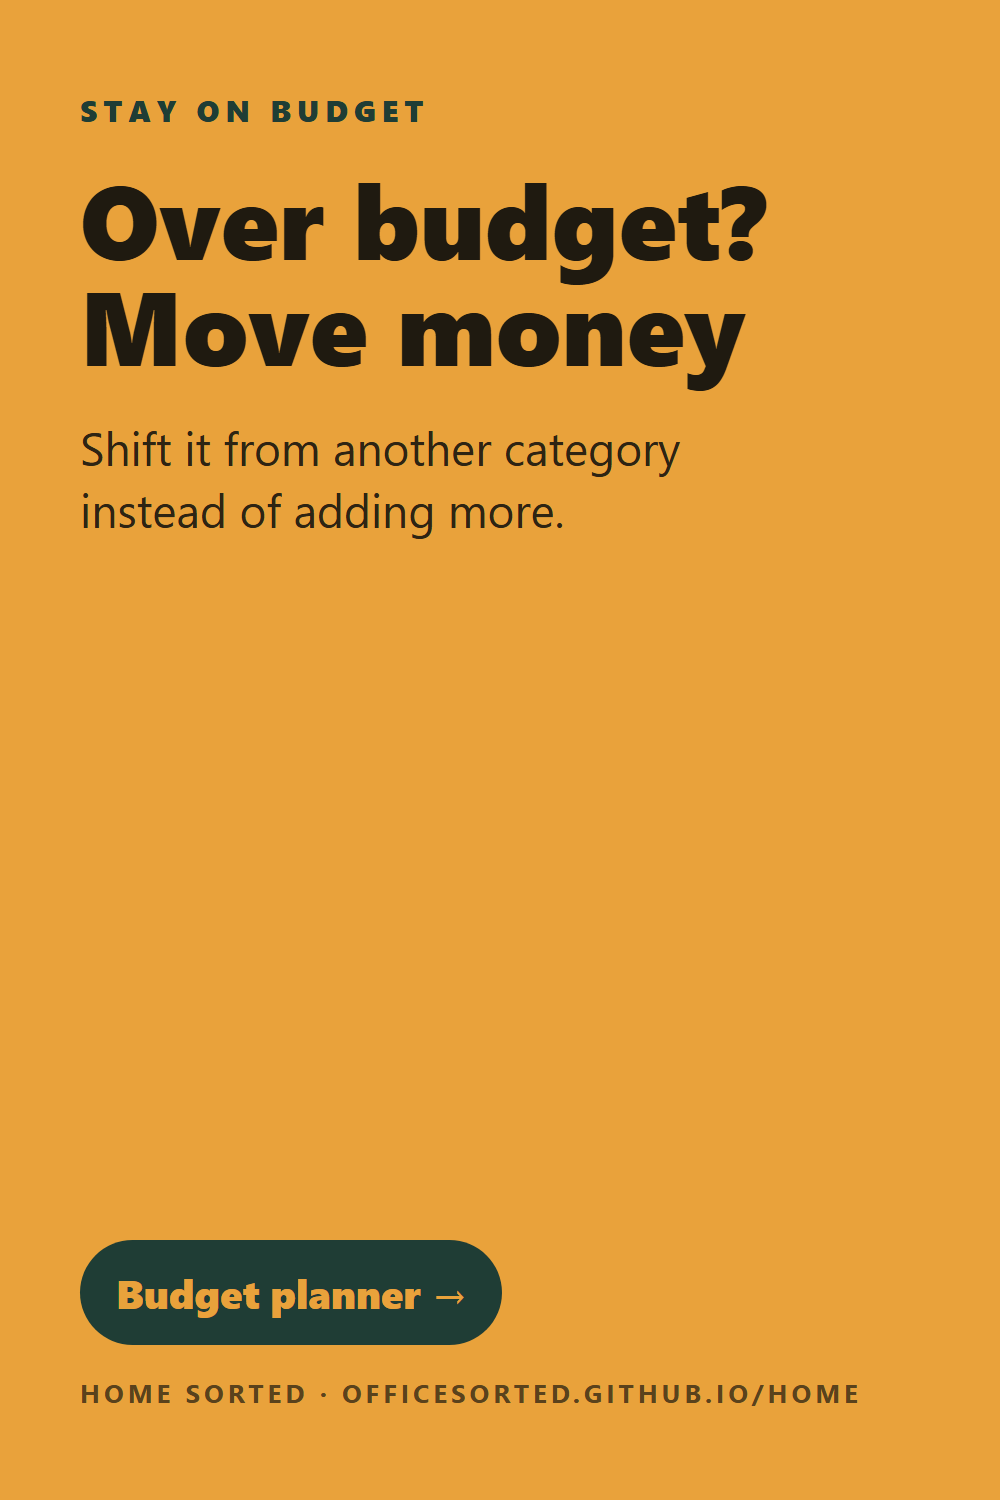 STAY ON BUDGET
Over budget?
Move money
Shift it from another category
instead of adding more.
Budget planner →
HOME SORTED · OFFICESORTED.GITHUB.IO/HOME